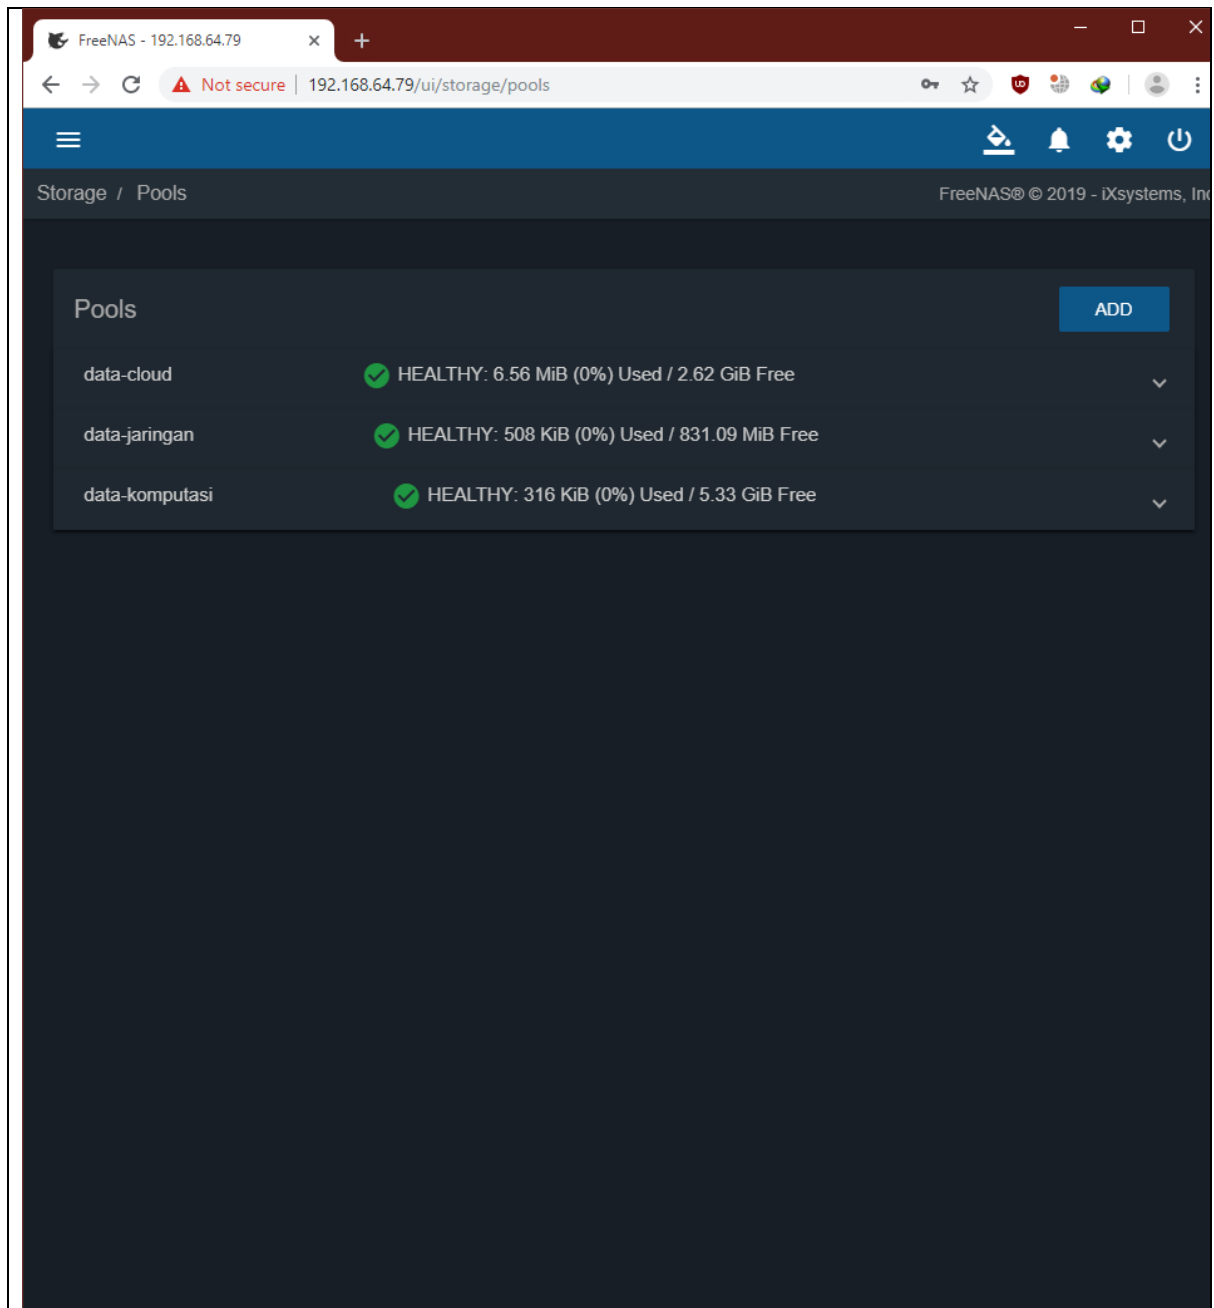 FreeNAS - 192.168.64.79
Not secure | 192.168.64.79/ui/storage/pools
Storage / Pools
FreeNAS® © 2019 - iXsystems, Inc
Pools
ADD
data-cloud
HEALTHY: 6.56 MiB (0%) Used / 2.62 GiB Free
data-jaringan
HEALTHY: 508 KiB (0%) Used / 831.09 MiB Free
data-komputasi
HEALTHY: 316 KiB (0%) Used / 5.33 GiB Free